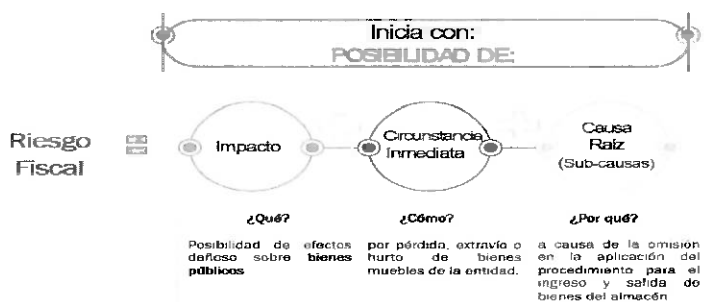 Inicia con:
POSIBILIDAD DE:
Riesgo
Fiscal
Impacto
Circunstancia
Inmediata
Causa
Raíz
(Sub-causas)
¿Qué?
¿Cómo?
¿Por qué?
Posibilidad de efectos
dañoso sobre bienes
públicos
por pérdida, extravío o
hurto de bienes
muebles de la entidad.
a causa de la omisión
en la aplicación del
procedimiento para el
ingreso y salida de
bienes del almacén